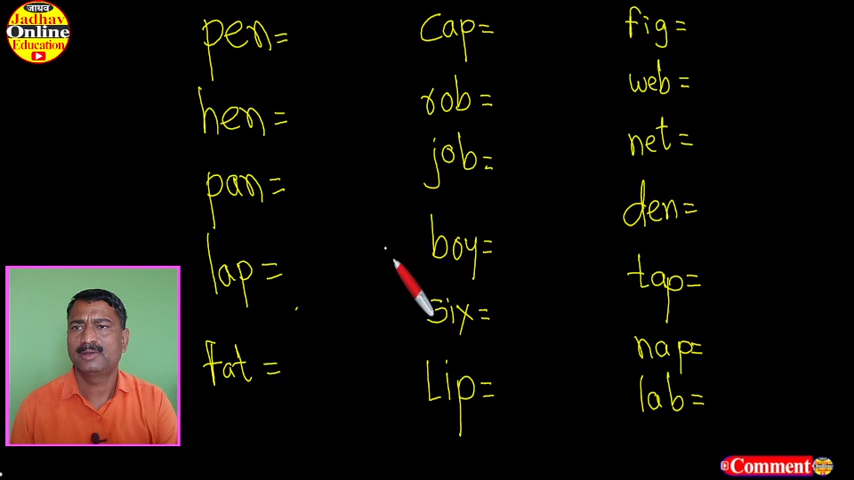 जाधव
Jadhav
Online
Education
pen=
hen=
pan=
lap=
fat=
Cap=
rob=
job=
boy=
Six=
Lip=
fig=
web=
net=
den=
tap=
nap=
lab=
Comment